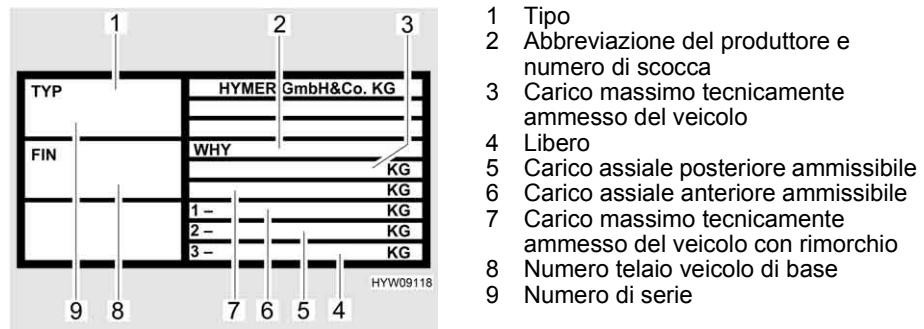 1 2 3
TYP
HYMER GmbH&Co. KG
FIN
WHY
KG
KG
1 – KG
2 – KG
3 – KG
HYW09118
9 8 7 6 5 4
1 Tipo
2 Abbreviazione del produttore e
numero di scocca
3 Carico massimo tecnicamente
ammesso del veicolo
4 Libero
5 Carico assiale posteriore ammissibile
6 Carico assiale anteriore ammissibile
7 Carico massimo tecnicamente
ammesso del veicolo con rimorchio
8 Numero telaio veicolo di base
9 Numero di serie